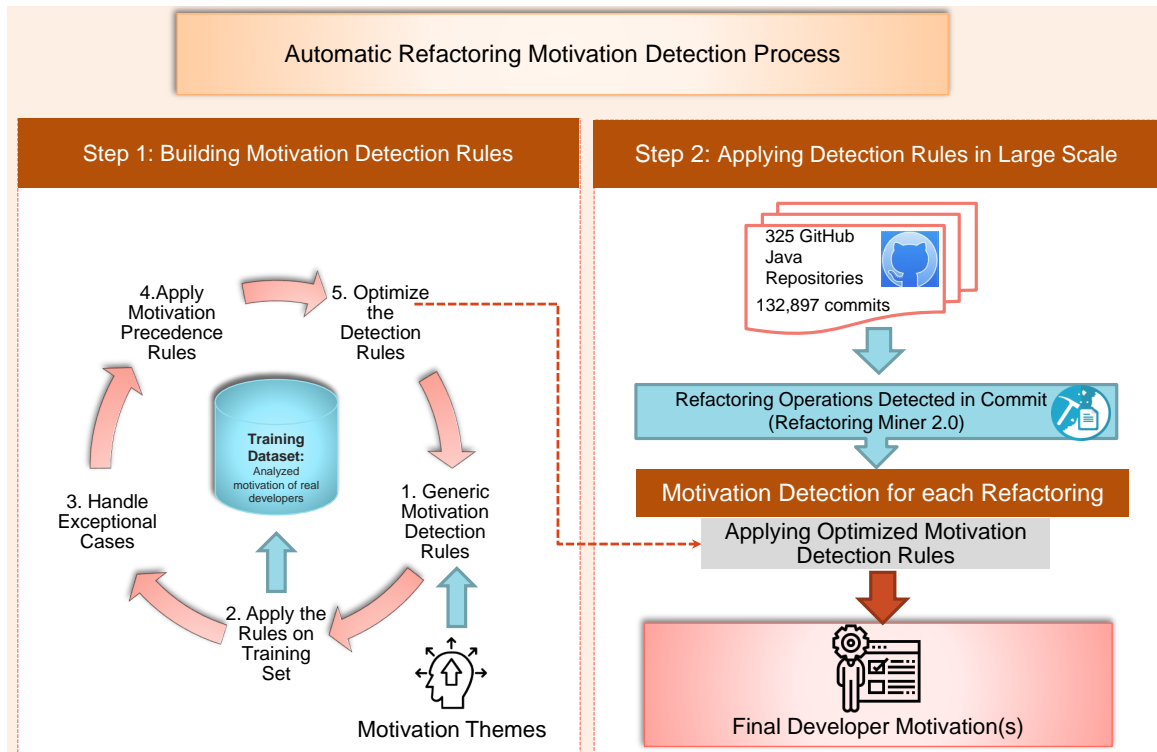 Automatic Refactoring Motivation Detection Process
Step 1: Building Motivation Detection Rules
4.Apply
Motivation
Precedence
Rules
5. Optimize
the
Detection
Rules
Training
Dataset:
Analyzed
motivation of real
developers
3. Handle
Exceptional
Cases
1. Generic
Motivation
Detection
Rules
2. Apply the
Rules on
Training
Set
Motivation Themes
Step 2: Applying Detection Rules in Large Scale
325 GitHub
Java
Repositories
132,897 commits
Refactoring Operations Detected in Commit
(Refactoring Miner 2.0)
Motivation Detection for each Refactoring
Applying Optimized Motivation
Detection Rules
Final Developer Motivation(s)